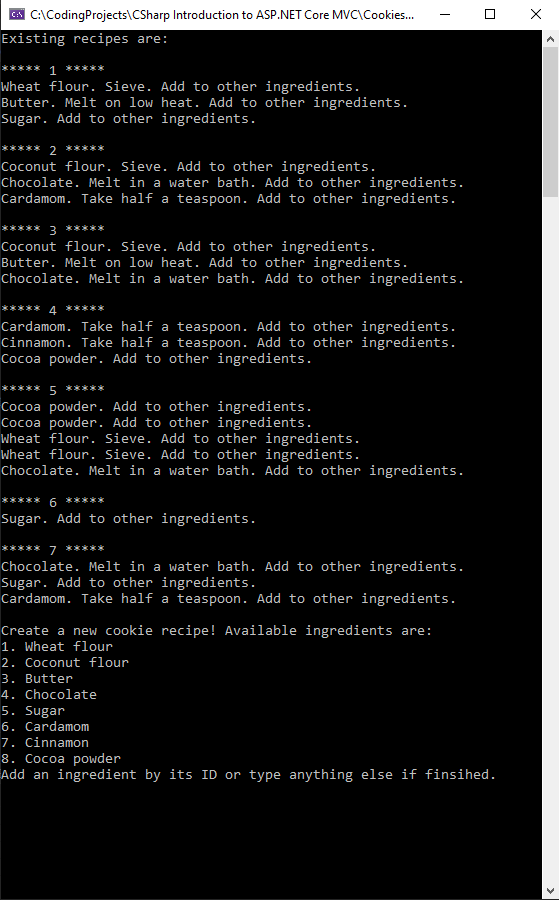 C:\CodingProjects\CSharp Introduction to ASP.NET Core MVC\Cookies...
Existing recipes are:
***** 1 *****
Wheat flour. Sieve. Add to other ingredients.
Butter. Melt on low heat. Add to other ingredients.
Sugar. Add to other ingredients.
***** 2 *****
Coconut flour. Sieve. Add to other ingredients.
Chocolate. Melt in a water bath. Add to other ingredients.
Cardamom. Take half a teaspoon. Add to other ingredients.
***** 3 *****
Coconut flour. Sieve. Add to other ingredients.
Butter. Melt on low heat. Add to other ingredients.
Chocolate. Melt in a water bath. Add to other ingredients.
***** 4 *****
Cardamom. Take half a teaspoon. Add to other ingredients.
Cinnamon. Take half a teaspoon. Add to other ingredients.
Cocoa powder. Add to other ingredients.
***** 5 *****
Cocoa powder. Add to other ingredients.
Cocoa powder. Add to other ingredients.
Wheat flour. Sieve. Add to other ingredients.
Wheat flour. Sieve. Add to other ingredients.
Chocolate. Melt in a water bath. Add to other ingredients.
***** 6 *****
Sugar. Add to other ingredients.
***** 7 *****
Chocolate. Melt in a water bath. Add to other ingredients.
Sugar. Add to other ingredients.
Cardamom. Take half a teaspoon. Add to other ingredients.
Create a new cookie recipe! Available ingredients are:
1. Wheat flour
2. Coconut flour
3. Butter
4. Chocolate
5. Sugar
6. Cardamom
7. Cinnamon
8. Cocoa powder
Add an ingredient by its ID or type anything else if finsihed.